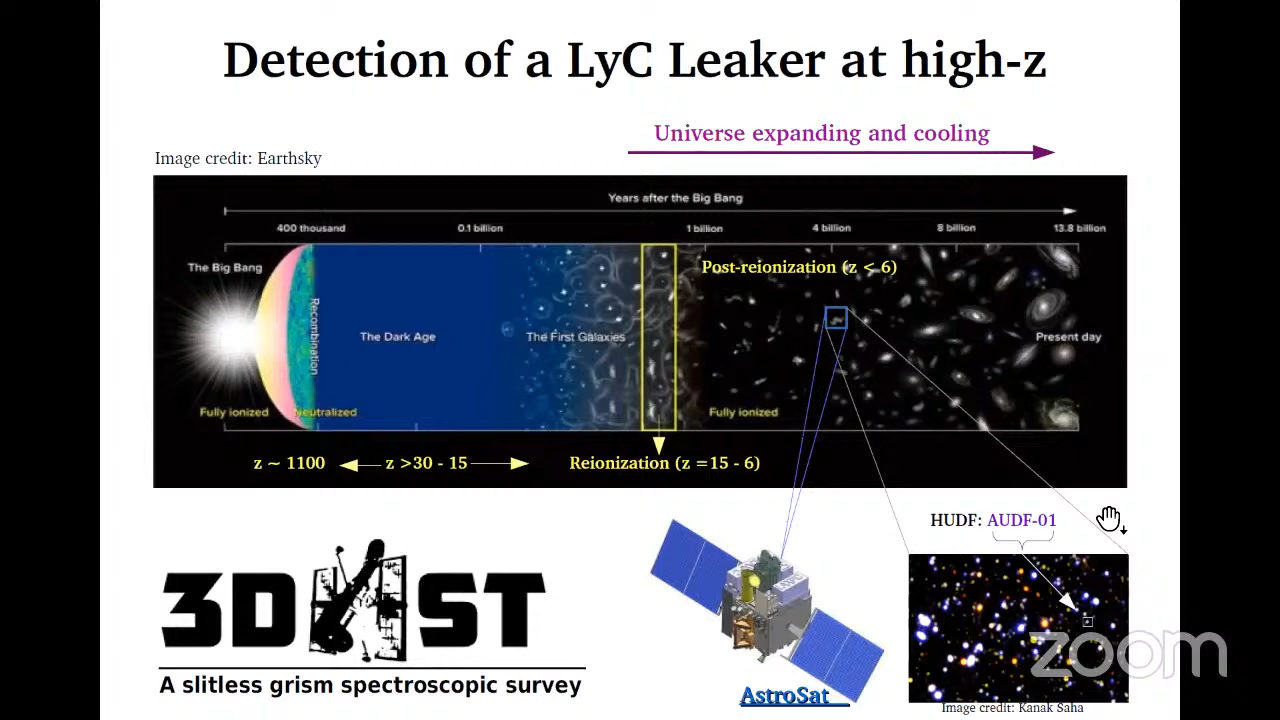 Detection of a LyC Leaker at high-z
Universe expanding and cooling
Image credit: Earthsky
Years after the Big Bang
400 thousand 0.1 billion 1 billion 4 billion 8 billion 13.8 billion
The Big Bang
Post-reionization (z < 6)
Recombination
The Dark Age
The First Galaxies
Present day
Fully ionized
Neutralized
Fully ionized
z ~ 1100
z >30 - 15
Reionization (z =15 - 6)
HUDF: AUDF-01
3D ST
A slitless grism spectroscopic survey
AstroSat
zoom
Image credit: Kanak Saha